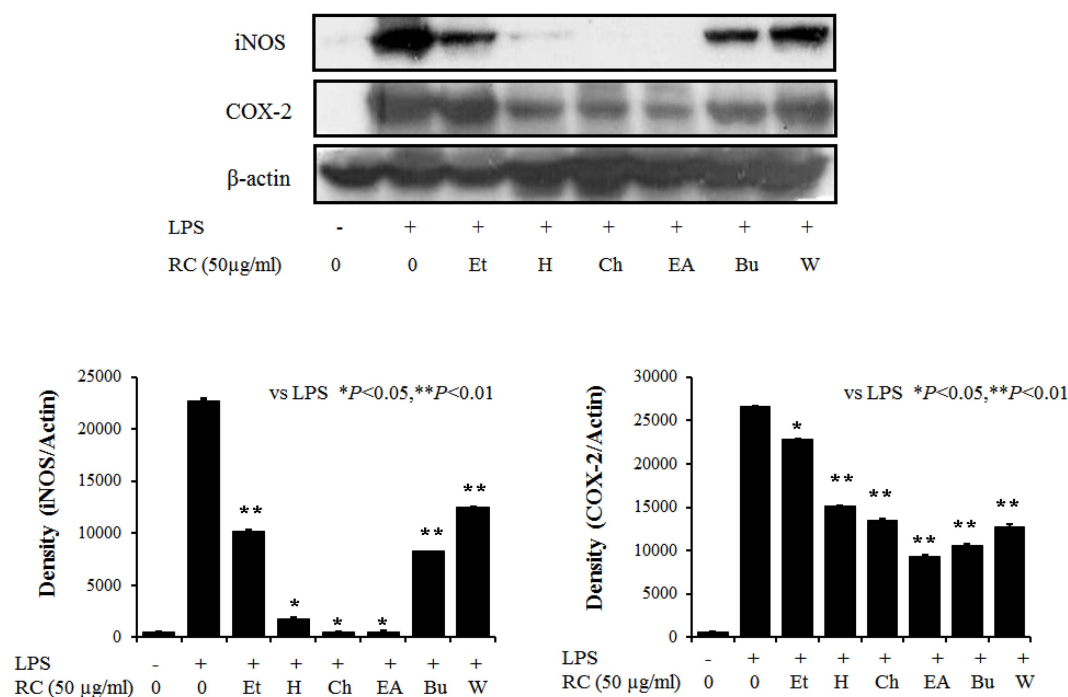 iNOS
COX-2
β-actin
LPS - + + + + + + +
RC (50μg/ml) 0 0 Et H Ch EA Bu W
25000
20000
15000
10000
5000
0
Density (iNOS/Actin)
vs LPS *P<0.05,**P<0.01
**
*
*
*
**
**
LPS - + + + + + + +
RC (50 μg/ml) 0 0 Et H Ch EA Bu W
30000
25000
20000
15000
10000
5000
0
Density (COX-2/Actin)
vs LPS *P<0.05,**P<0.01
*
**
**
**
**
**
LPS - + + + + + + +
RC (50 μg/ml) 0 0 Et H Ch EA Bu W